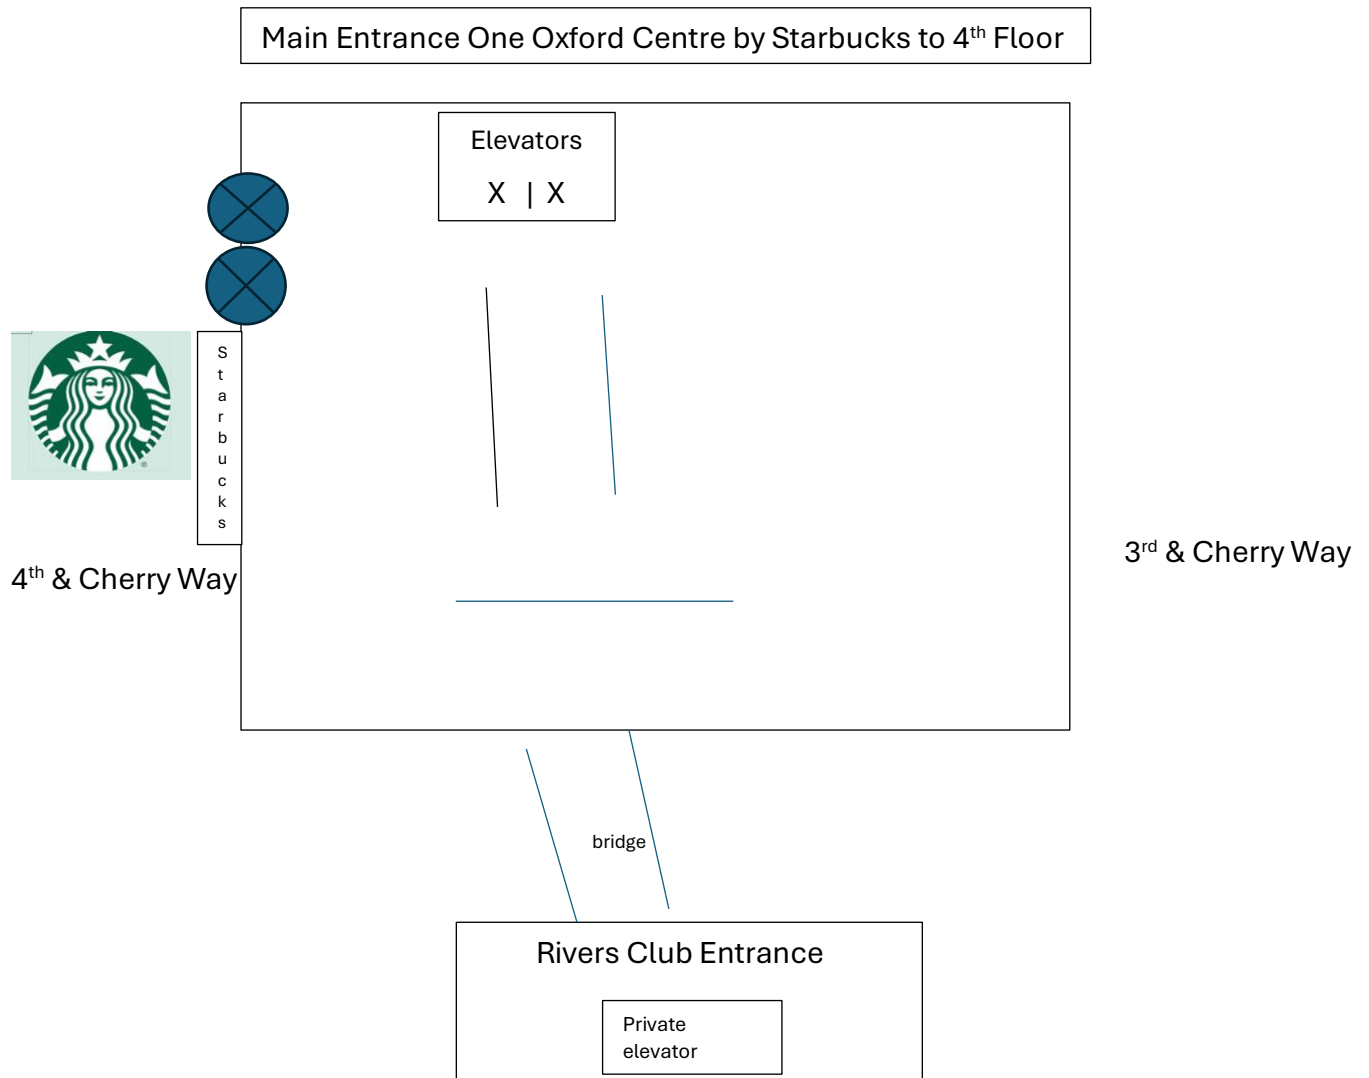 Main Entrance One Oxford Centre by Starbucks to 4th Floor
Elevators
X | X
S
t
a
r
b
u
c
k
s
4th & Cherry Way
3rd & Cherry Way
bridge
Rivers Club Entrance
Private
elevator